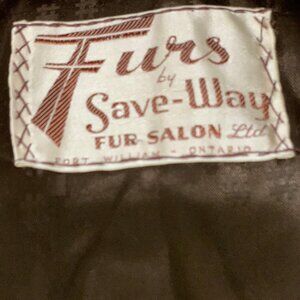 Furs
by
Save-Way
FUR SALON Ltd
FORT WILLIAM - ONTARIO